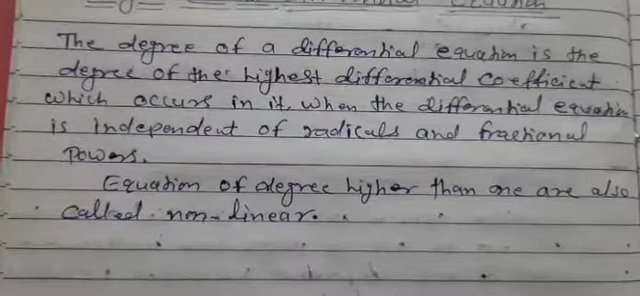 The degree of a differential equation is the
degree of the highest differential coefficient
which occurs in it, when the differential equation
is independent of radicals and fractional
powers.
Equation of degree higher than one are also
called non-linear.